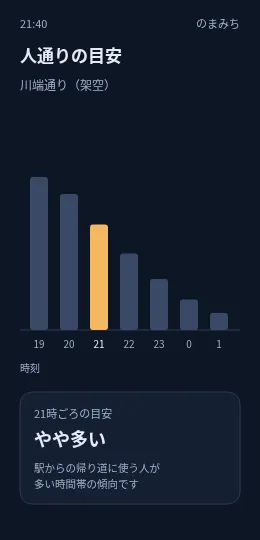 21:40 のまみち
人通りの目安
川端通り（架空）
19 20 21 22 23 0 1
時刻
21時ごろの目安
やや多い
駅からの帰り道に使う人が
多い時間帯の傾向です